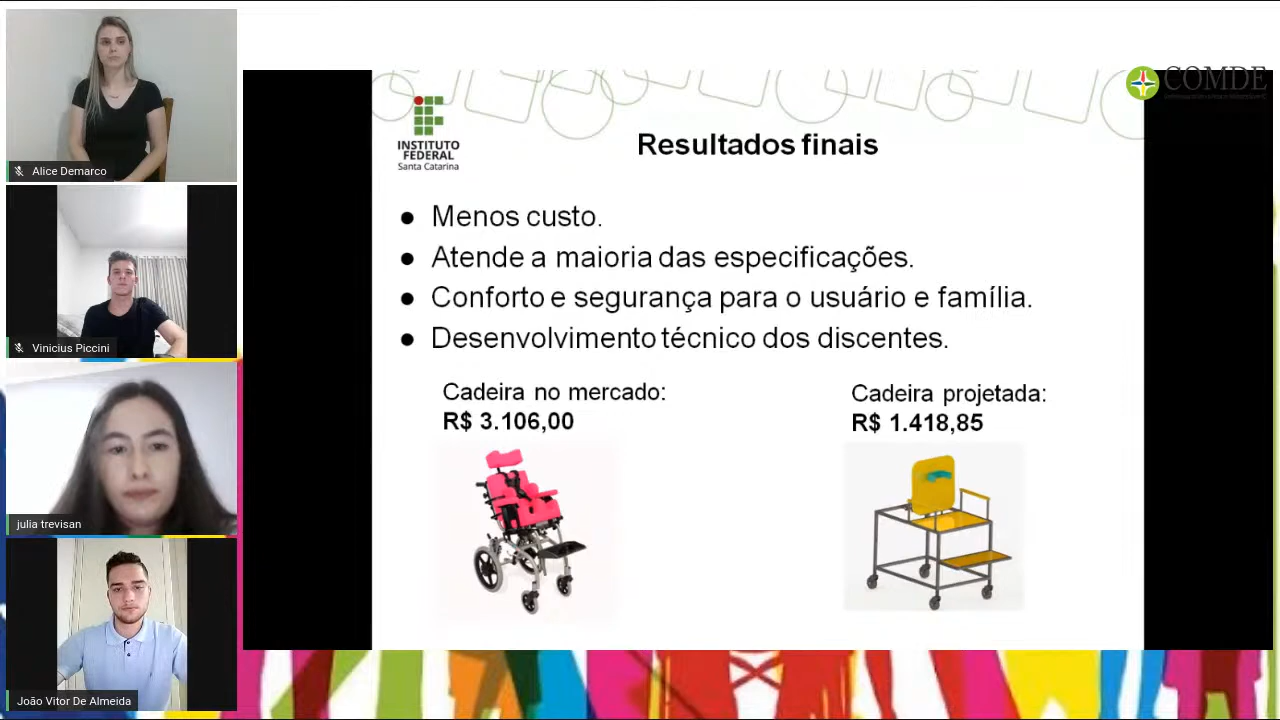 Alice Demarco
Vinicius Piccini
julia trevisan
João Vitor De Almeida
COMDE
INSTITUTO
FEDERAL
Santa Catarina
Resultados finais
● Menos custo.
● Atende a maioria das especificações.
● Conforto e segurança para o usuário e família.
● Desenvolvimento técnico dos discentes.
Cadeira no mercado:
R$ 3.106,00
Cadeira projetada:
R$ 1.418,85